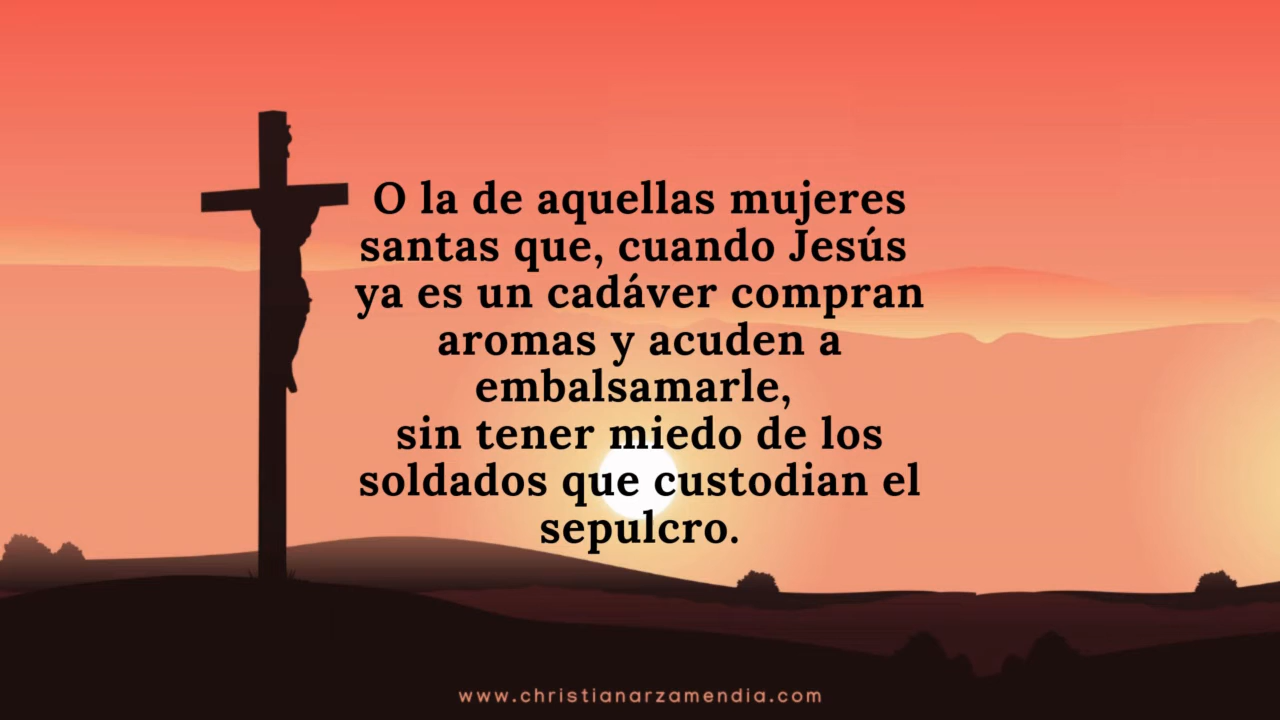 O la de aquellas mujeres
santas que, cuando Jesús
ya es un cadáver compran
aromas y acuden a
embalsamarle,
sin tener miedo de los
soldados que custodian el
sepulcro.
www.christianarzamendia.com